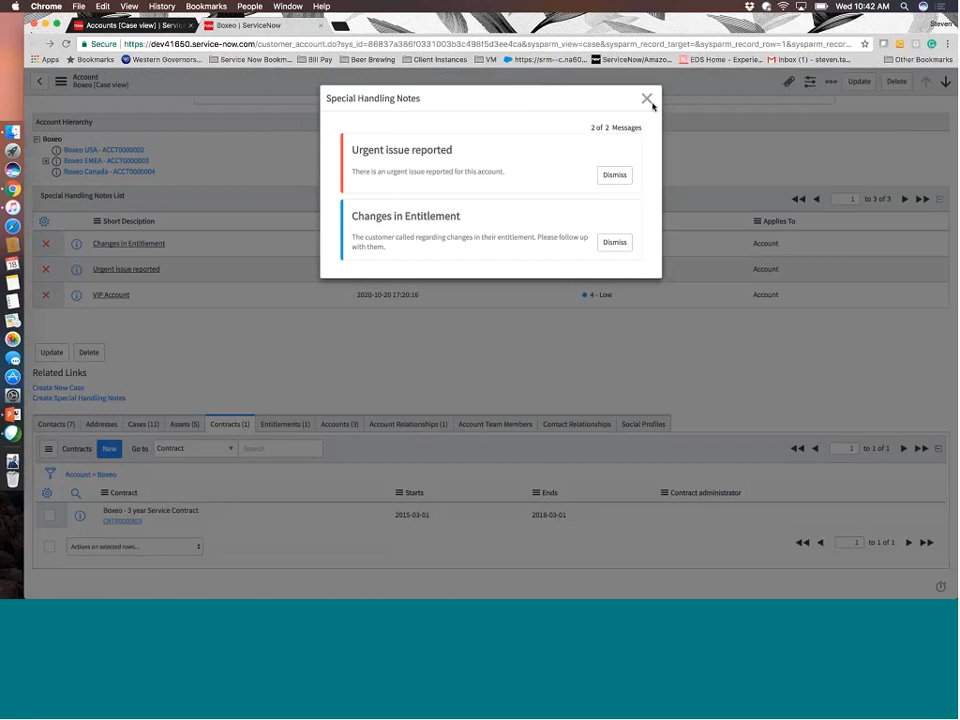 Chrome File Edit View History Bookmarks People Window Help Wed 10:42 AM
Accounts [Case view] | Servic × Boxeo | ServiceNow × Steven
Secure https://dev41650.service-now.com/customer_account.do?sys_id=86837a386f0331003b3c498f5d3ee4ca&sysparm_view=case&sysparm_record_target=&sysparm_record_row=1&sysparm_recor...
Apps Bookmarks Western Governors... Service Now Bookm... Bill Pay Beer Brewing Client Instances VM https://srm--c.na60... ServiceNow/Amazo... EDS Home - Experie... Inbox (1) - steven.ta... Other Bookmarks
Account
Boxeo [Case view]
Update Delete
Special Handling Notes
2 of 2 Messages
Urgent issue reported
There is an urgent issue reported for this account.
Dismiss
Changes in Entitlement
The customer called regarding changes in their entitlement. Please follow up
with them.
Dismiss
Account Hierarchy
Boxeo
Boxeo USA - ACCT0000002
Boxeo EMEA - ACCT0000003
Boxeo Canada - ACCT0000004
Special Handling Notes List 1 to 3 of 3
Short Desciption Applies To
Changes in Entitlement Account
Urgent issue reported Account
VIP Account 2020-10-20 17:20:16 4 - Low Account
Update Delete
Related Links
Create New Case
Create Special Handling Notes
Contacts (7) Addresses Cases (11) Assets (5) Contracts (1) Entitlements (1) Accounts (3) Account Relationships (1) Account Team Members Contact Relationships Social Profiles
Contracts New Go to Contract Search 1 to 1 of 1
Account = Boxeo
Contract Starts Ends Contract administrator
Boxeo - 3 year Service Contract 2015-03-01 2018-03-01
Actions on selected rows... 1 to 1 of 1